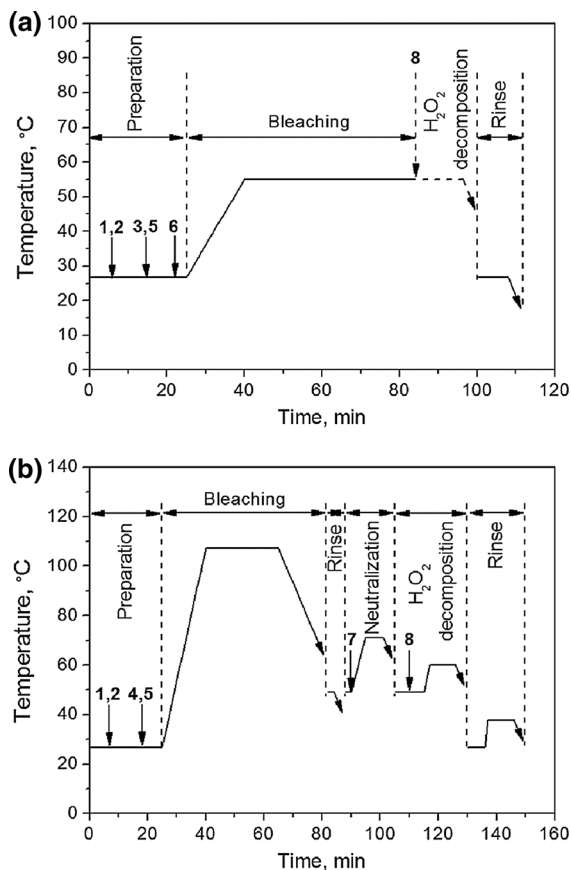 (a)
100
90
80
70
60
50
40
30
20
10
0
Temperature, °C
Preparation
Bleaching
8
H₂O₂
decomposition
Rinse
1,2 3,5 6
0 20 40 60 80 100 120
Time, min
(b)
140
120
100
80
60
40
20
0
Temperature, °C
Preparation
Bleaching
Rinse
Neutralization
H₂O₂
decomposition
Rinse
1,2 4,5
7
8
0 20 40 60 80 100 120 140 160
Time, min